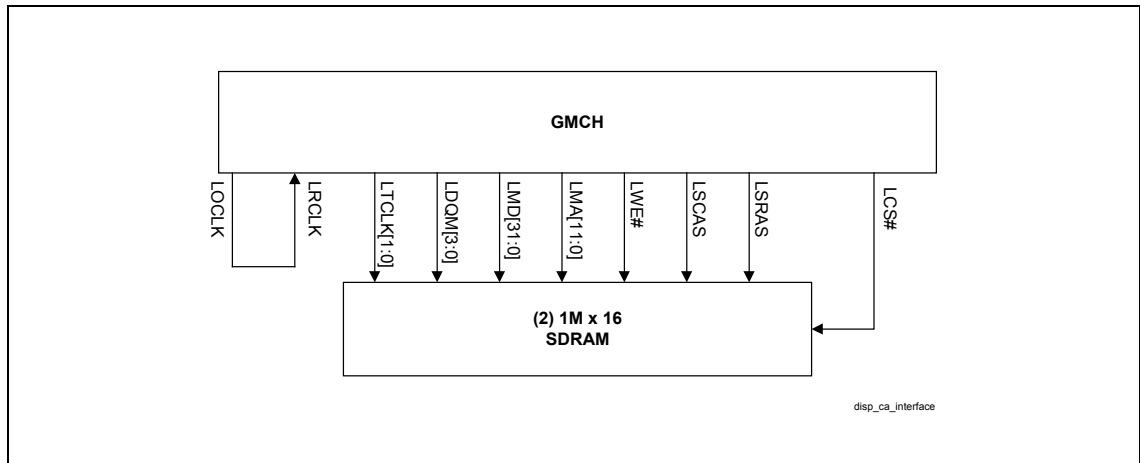 GMCH
LOCLK
LRCLK
LTCLK[1:0]
LDQM[3:0]
LMD[31:0]
LMA[11:0]
LWE#
LSCAS
LSRAS
LCS#
(2) 1M x 16
SDRAM
disp_ca_interface